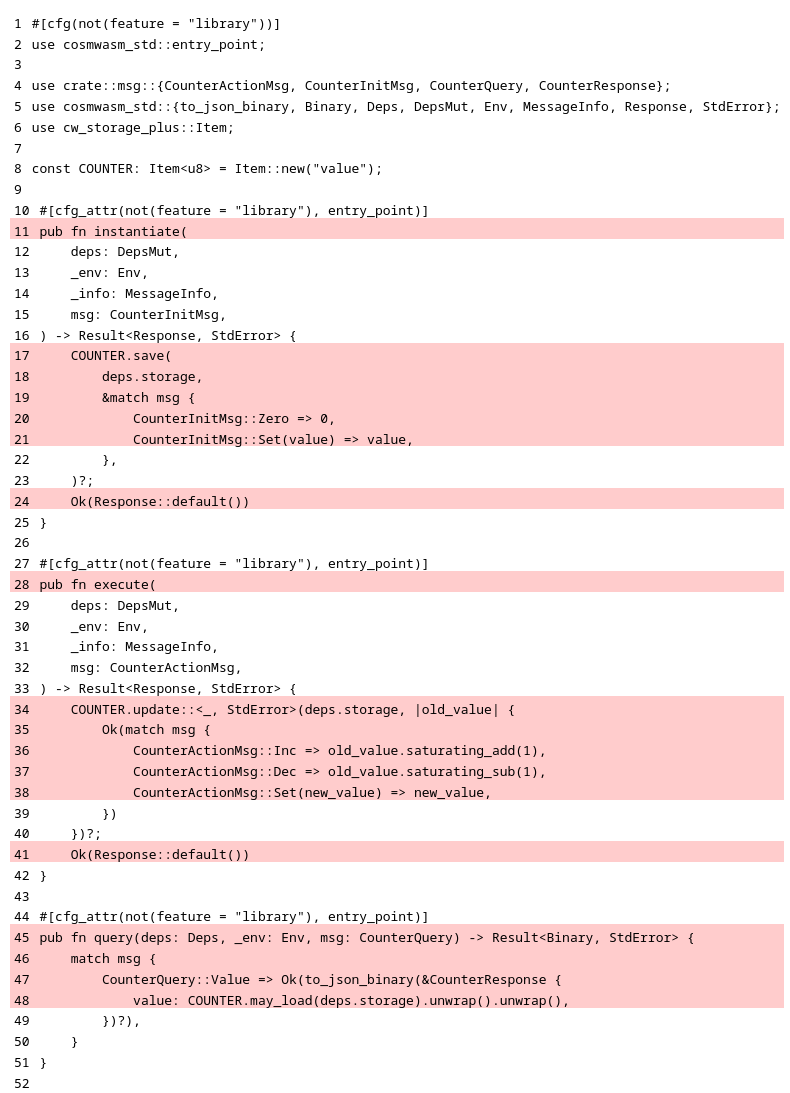 1 #[cfg(not(feature = "library"))]
2 use cosmwasm_std::entry_point;
3
4 use crate::msg::{CounterActionMsg, CounterInitMsg, CounterQuery, CounterResponse};
5 use cosmwasm_std::{to_json_binary, Binary, Deps, DepsMut, Env, MessageInfo, Response, StdError};
6 use cw_storage_plus::Item;
7
8 const COUNTER: Item<u8> = Item::new("value");
9
10 #[cfg_attr(not(feature = "library"), entry_point)]
11 pub fn instantiate(
12     deps: DepsMut,
13     _env: Env,
14     _info: MessageInfo,
15     msg: CounterInitMsg,
16 ) -> Result<Response, StdError> {
17     COUNTER.save(
18         deps.storage,
19         &match msg {
20             CounterInitMsg::Zero => 0,
21             CounterInitMsg::Set(value) => value,
22         },
23     )?;
24     Ok(Response::default())
25 }
26
27 #[cfg_attr(not(feature = "library"), entry_point)]
28 pub fn execute(
29     deps: DepsMut,
30     _env: Env,
31     _info: MessageInfo,
32     msg: CounterActionMsg,
33 ) -> Result<Response, StdError> {
34     COUNTER.update::<_, StdError>(deps.storage, |old_value| {
35         Ok(match msg {
36             CounterActionMsg::Inc => old_value.saturating_add(1),
37             CounterActionMsg::Dec => old_value.saturating_sub(1),
38             CounterActionMsg::Set(new_value) => new_value,
39         })
40     })?;
41     Ok(Response::default())
42 }
43
44 #[cfg_attr(not(feature = "library"), entry_point)]
45 pub fn query(deps: Deps, _env: Env, msg: CounterQuery) -> Result<Binary, StdError> {
46     match msg {
47         CounterQuery::Value => Ok(to_json_binary(&CounterResponse {
48             value: COUNTER.may_load(deps.storage).unwrap().unwrap(),
49         })?),
50     }
51 }
52